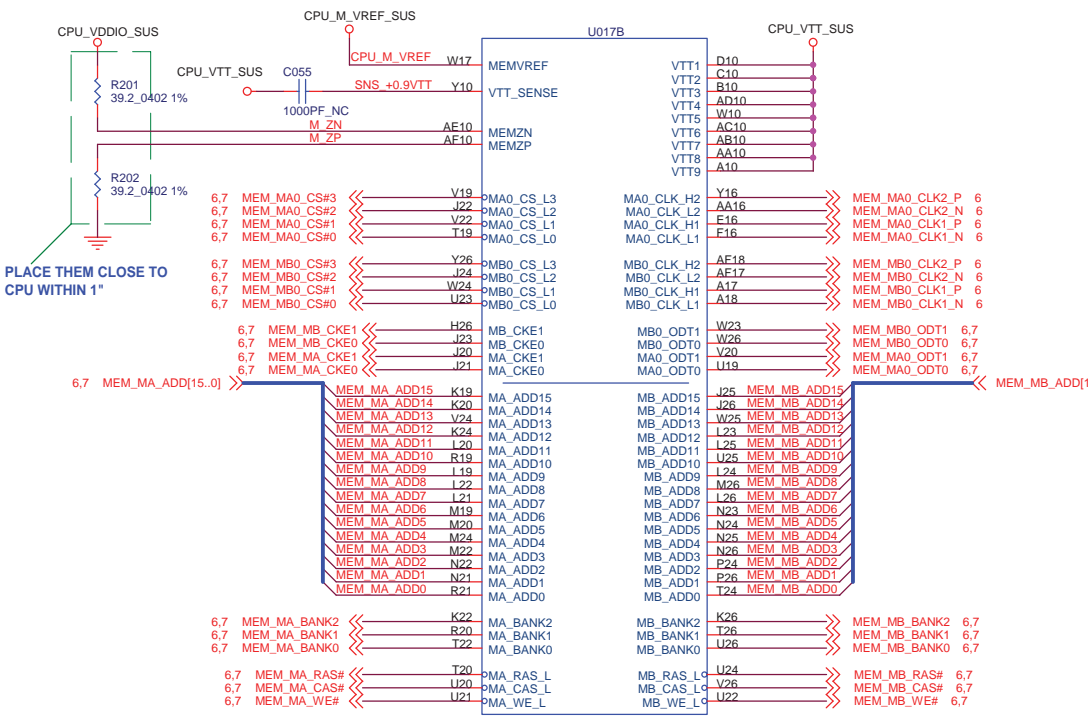 CPU_M_VREF_SUS
CPU_VDDIO_SUS
U017B
CPU_VTT_SUS
CPU_M_VREF W17 MEMVREF VTT1 D10
VTT2 C10
CPU_VTT_SUS C055 SNS_+0.9VTT Y10 VTT_SENSE VTT3 B10
R201
39.2_0402 1%
1000PF_NC
VTT4 AD10
VTT5 W10
M_ZN AE10 MEMZN VTT6 AC10
M_ZP AF10 MEMZP VTT7 AB10
VTT8 AA10
VTT9 A10
R202
39.2_0402 1%
6,7 MEM_MA0_CS#3 V19 MA0_CS_L3 MA0_CLK_H2 Y16 MEM_MA0_CLK2_P 6
6,7 MEM_MA0_CS#2 J22 MA0_CS_L2 MA0_CLK_L2 AA16 MEM_MA0_CLK2_N 6
6,7 MEM_MA0_CS#1 V22 MA0_CS_L1 MA0_CLK_H1 E16 MEM_MA0_CLK1_P 6
6,7 MEM_MA0_CS#0 T19 MA0_CS_L0 MA0_CLK_L1 F16 MEM_MA0_CLK1_N 6
PLACE THEM CLOSE TO
CPU WITHIN 1"
6,7 MEM_MB0_CS#3 Y26 MB0_CS_L3 MB0_CLK_H2 AF18 MEM_MB0_CLK2_P 6
6,7 MEM_MB0_CS#2 J24 MB0_CS_L2 MB0_CLK_L2 AF17 MEM_MB0_CLK2_N 6
6,7 MEM_MB0_CS#1 W24 MB0_CS_L1 MB0_CLK_H1 A17 MEM_MB0_CLK1_P 6
6,7 MEM_MB0_CS#0 U23 MB0_CS_L0 MB0_CLK_L1 A18 MEM_MB0_CLK1_N 6
6,7 MEM_MB_CKE1 H26 MB_CKE1 MB0_ODT1 W23 MEM_MB0_ODT1 6,7
6,7 MEM_MB_CKE0 J23 MB_CKE0 MB0_ODT0 W26 MEM_MB0_ODT0 6,7
6,7 MEM_MA_CKE1 J20 MA_CKE1 MA0_ODT1 V20 MEM_MA0_ODT1 6,7
6,7 MEM_MA_CKE0 J21 MA_CKE0 MA0_ODT0 U19 MEM_MA0_ODT0 6,7
6,7 MEM_MA_ADD[15..0] MEM_MB_ADD[1
MEM_MA_ADD15 K19 MA_ADD15 MB_ADD15 J25 MEM_MB_ADD15
MEM_MA_ADD14 K20 MA_ADD14 MB_ADD14 J26 MEM_MB_ADD14
MEM_MA_ADD13 V24 MA_ADD13 MB_ADD13 W25 MEM_MB_ADD13
MEM_MA_ADD12 K24 MA_ADD12 MB_ADD12 L23 MEM_MB_ADD12
MEM_MA_ADD11 L20 MA_ADD11 MB_ADD11 L25 MEM_MB_ADD11
MEM_MA_ADD10 R19 MA_ADD10 MB_ADD10 U25 MEM_MB_ADD10
MEM_MA_ADD9 L19 MA_ADD9 MB_ADD9 L24 MEM_MB_ADD9
MEM_MA_ADD8 L22 MA_ADD8 MB_ADD8 M26 MEM_MB_ADD8
MEM_MA_ADD7 L21 MA_ADD7 MB_ADD7 L26 MEM_MB_ADD7
MEM_MA_ADD6 M19 MA_ADD6 MB_ADD6 N23 MEM_MB_ADD6
MEM_MA_ADD5 M20 MA_ADD5 MB_ADD5 N24 MEM_MB_ADD5
MEM_MA_ADD4 M24 MA_ADD4 MB_ADD4 N25 MEM_MB_ADD4
MEM_MA_ADD3 M22 MA_ADD3 MB_ADD3 N26 MEM_MB_ADD3
MEM_MA_ADD2 N22 MA_ADD2 MB_ADD2 P24 MEM_MB_ADD2
MEM_MA_ADD1 N21 MA_ADD1 MB_ADD1 P26 MEM_MB_ADD1
MEM_MA_ADD0 R21 MA_ADD0 MB_ADD0 T24 MEM_MB_ADD0
6,7 MEM_MA_BANK2 K22 MA_BANK2 MB_BANK2 K26 MEM_MB_BANK2 6,7
6,7 MEM_MA_BANK1 R20 MA_BANK1 MB_BANK1 T26 MEM_MB_BANK1 6,7
6,7 MEM_MA_BANK0 T22 MA_BANK0 MB_BANK0 U26 MEM_MB_BANK0 6,7
6,7 MEM_MA_RAS# T20 MA_RAS_L MB_RAS_L U24 MEM_MB_RAS# 6,7
6,7 MEM_MA_CAS# U20 MA_CAS_L MB_CAS_L V26 MEM_MB_CAS# 6,7
6,7 MEM_MA_WE# U21 MA_WE_L MB_WE_L U22 MEM_MB_WE# 6,7